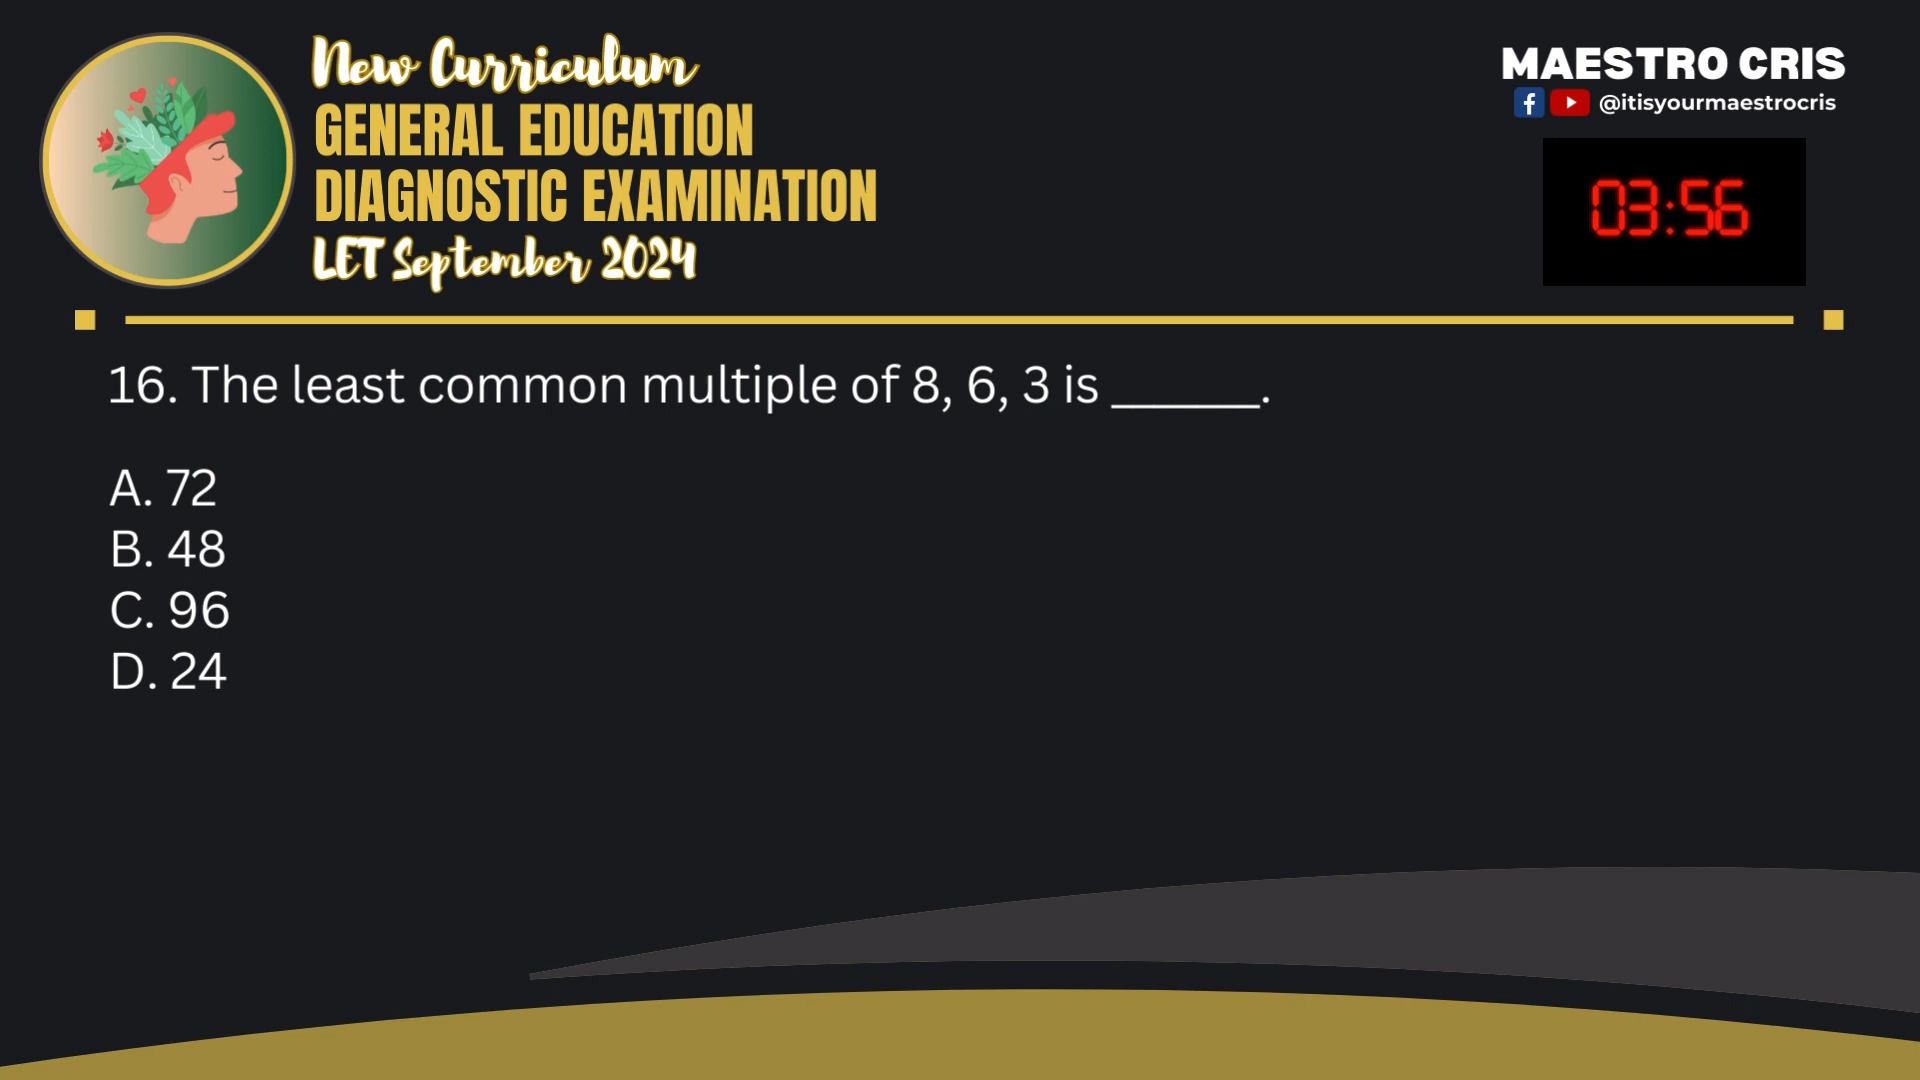 New Curriculum
GENERAL EDUCATION
DIAGNOSTIC EXAMINATION
LET September 2024
MAESTRO CRIS
@itisyourmaestrocris
03:56
16. The least common multiple of 8, 6, 3 is ______.
A. 72
B. 48
C. 96
D. 24